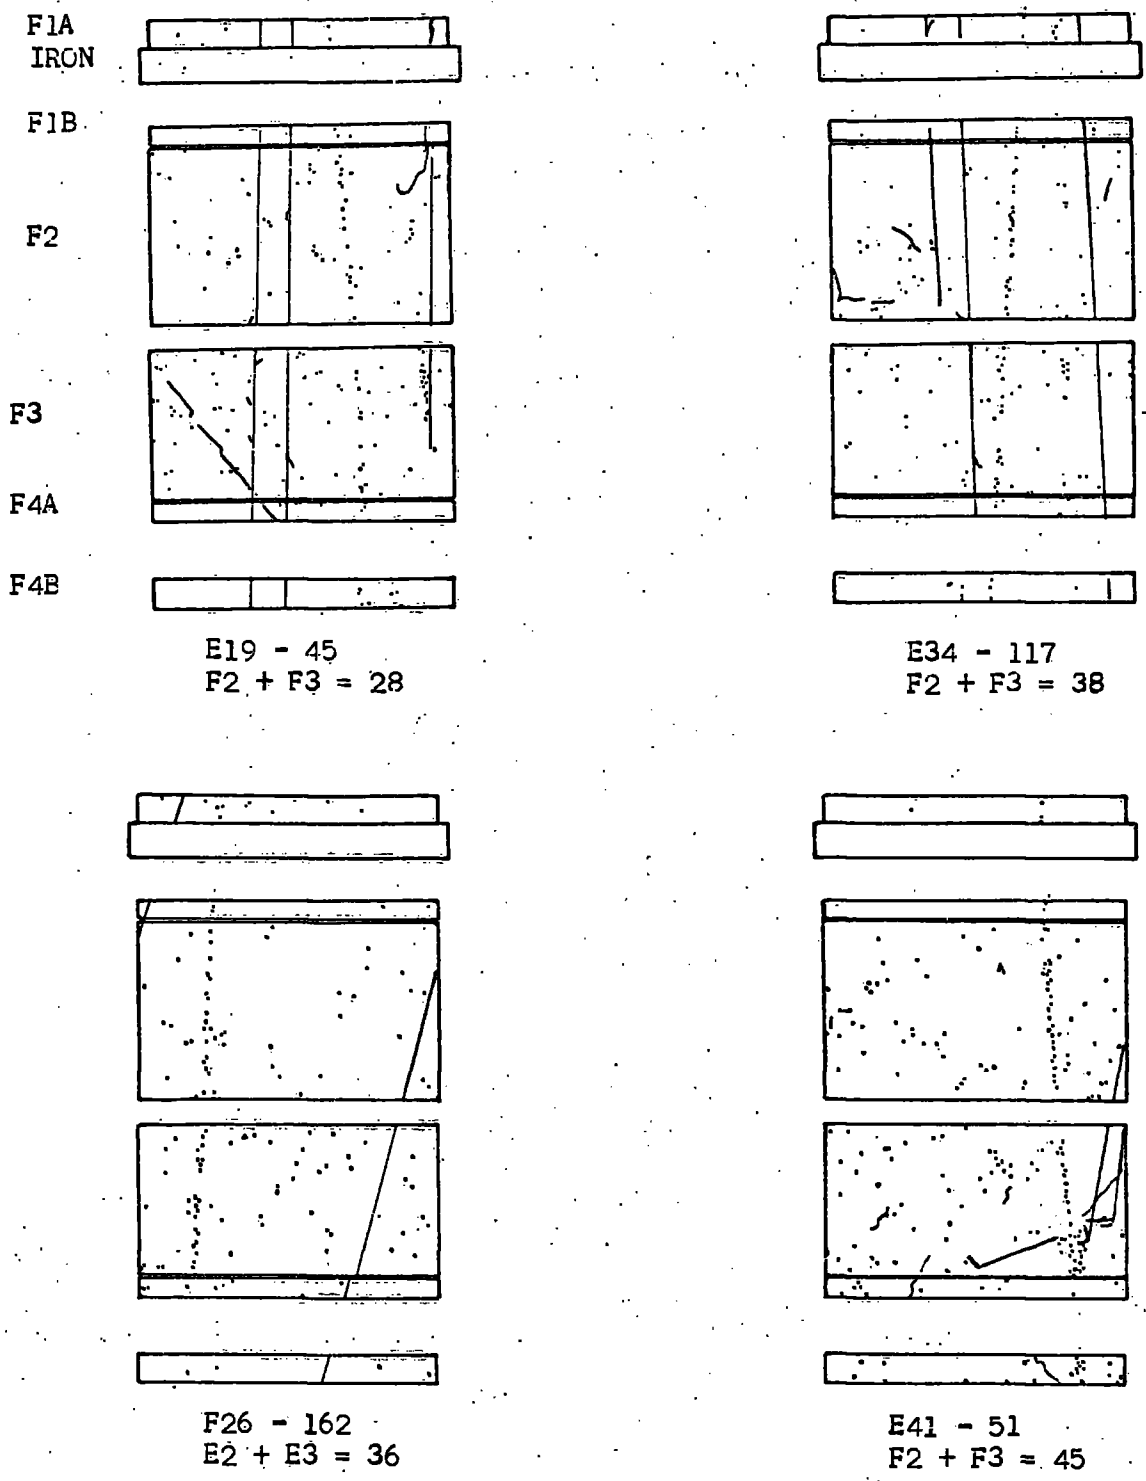 F1A
IRON
F1B
F2
F3
F4A
F4B
E19 - 45
F2 + F3 = 28
E34 - 117
F2 + F3 = 38
F26 - 162
E2 + E3 = 36
E41 - 51
F2 + F3 = 45